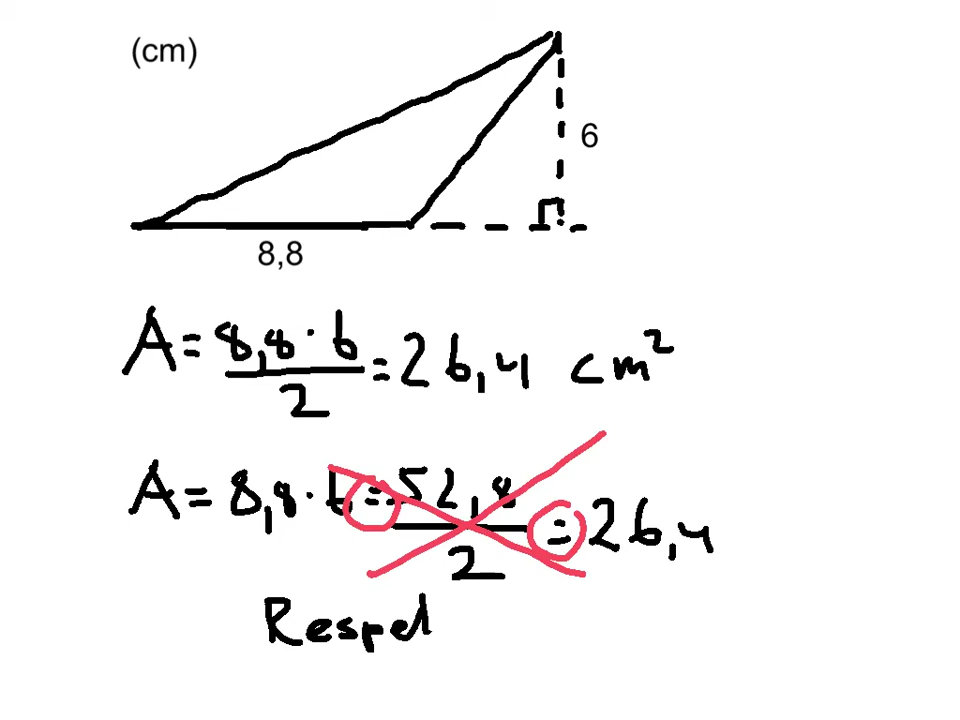 (cm)
6
8,8
A = 8,8 · 6 / 2 = 26,4 cm²
A = 8,8 · 6 = 52,8 / 2 = 26,4
Respel